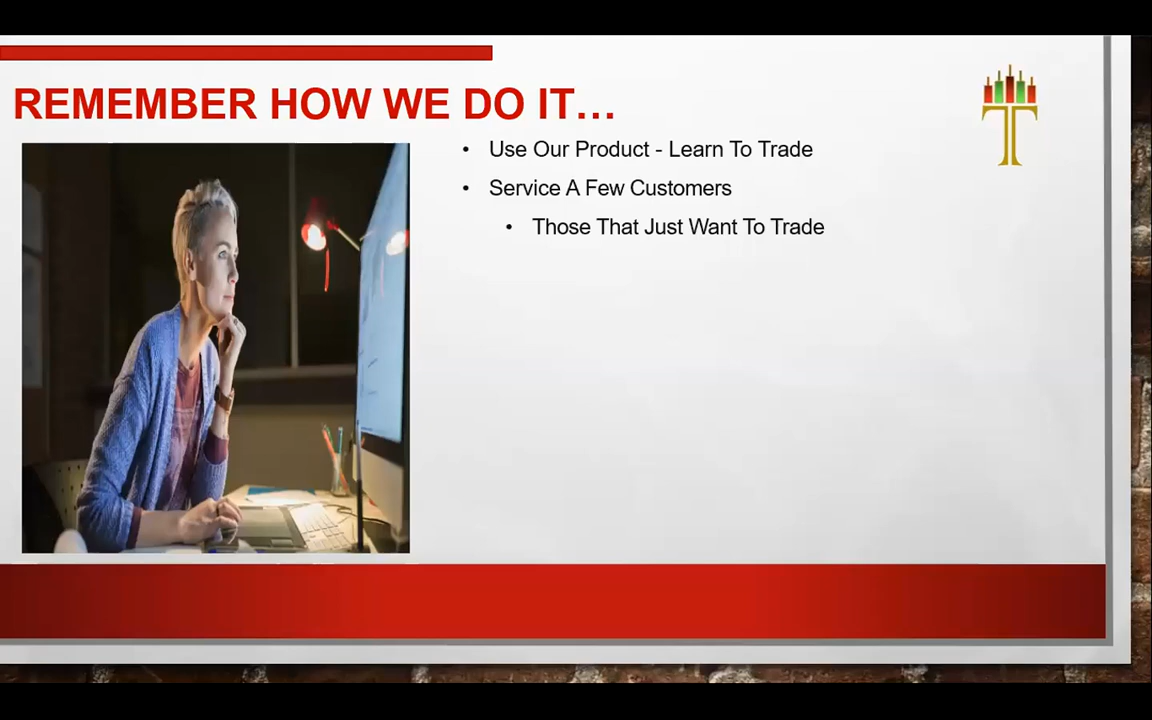 REMEMBER HOW WE DO IT...
• Use Our Product - Learn To Trade
• Service A Few Customers
• Those That Just Want To Trade